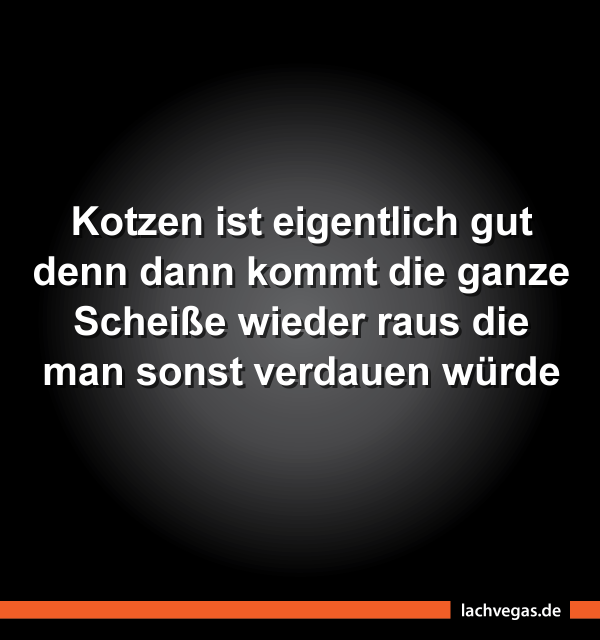 Kotzen ist eigentlich gut
denn dann kommt die ganze
Scheiße wieder raus die
man sonst verdauen würde
lachvegas.de